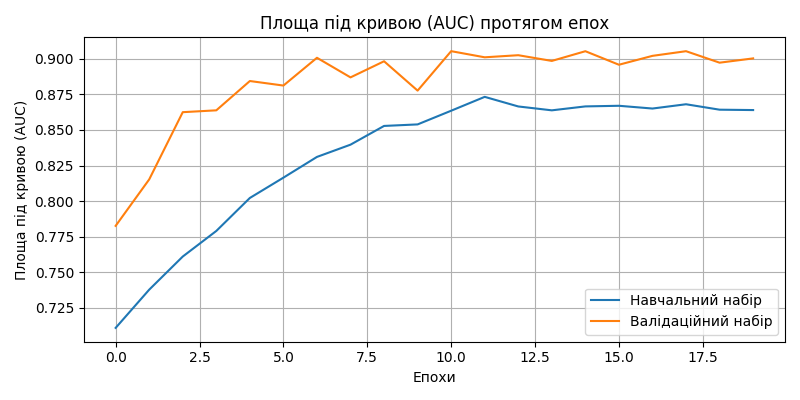 Площа під кривою (AUC) протягом епох
Площа під кривою (AUC)
0.900
0.875
0.850
0.825
0.800
0.775
0.750
0.725
0.0 2.5 5.0 7.5 10.0 12.5 15.0 17.5
Епохи
Навчальний набір
Валідаційний набір